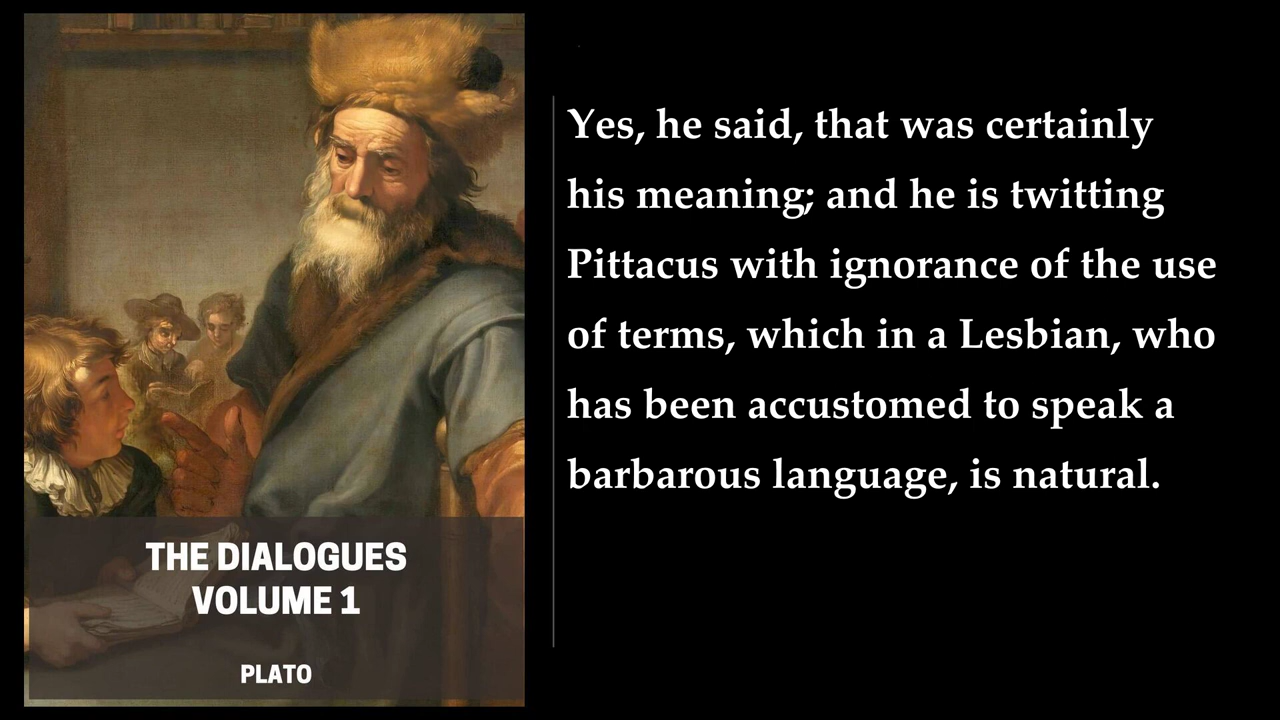 Yes, he said, that was certainly
his meaning; and he is twitting
Pittacus with ignorance of the use
of terms, which in a Lesbian, who
has been accustomed to speak a
barbarous language, is natural.
THE DIALOGUES
VOLUME 1
PLATO